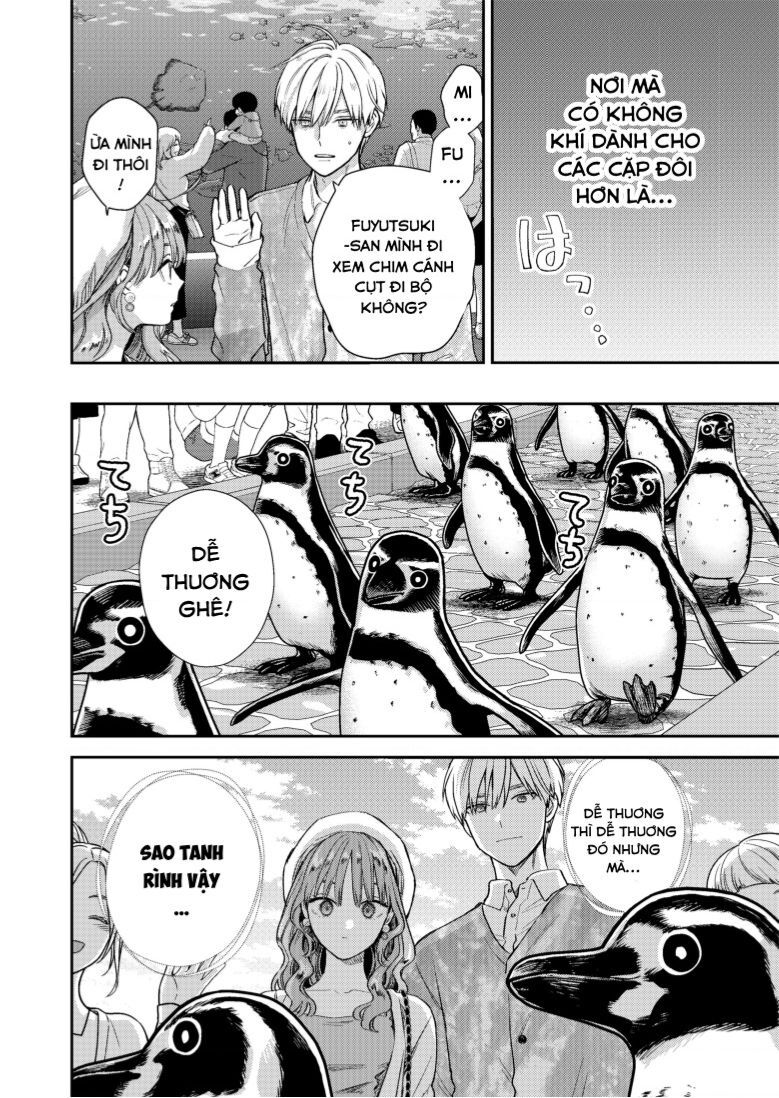 NƠI MÀ
CÓ KHÔNG
KHÍ DÀNH CHO
CÁC CẶP ĐÔI
HƠN LÀ...
はっ...
MI
...
FU
...
FUYUTSUKI
-SAN MÌNH ĐI
XEM CHIM CÁNH
CỤT ĐI BỘ
KHÔNG?
ỪA MÌNH
ĐI THÔI
!
てち
てち
てち
DỄ
THƯƠNG
GHÊ!
DỄ THƯƠNG
THÌ DỄ THƯƠNG
ĐÓ NHƯNG
MÀ...
SAO TANH
RÌNH VẬY
...